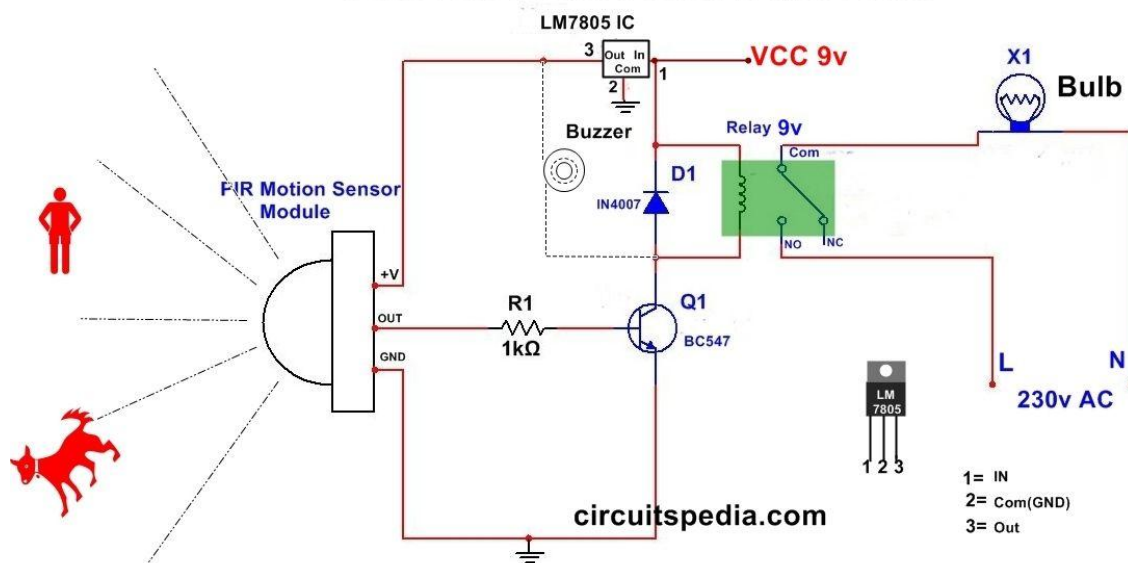 LM7805 IC
3
Out In
Com
1
2
VCC 9v
X1
Bulb
Buzzer
Relay 9v
Com
D1
IN4007
NO
NC
PIR Motion Sensor
Module
+V
OUT
GND
R1
1kΩ
Q1
BC547
L
N
230v AC
LM
7805
1 2 3
1= IN
2= Com(GND)
3= Out
circuitspedia.com